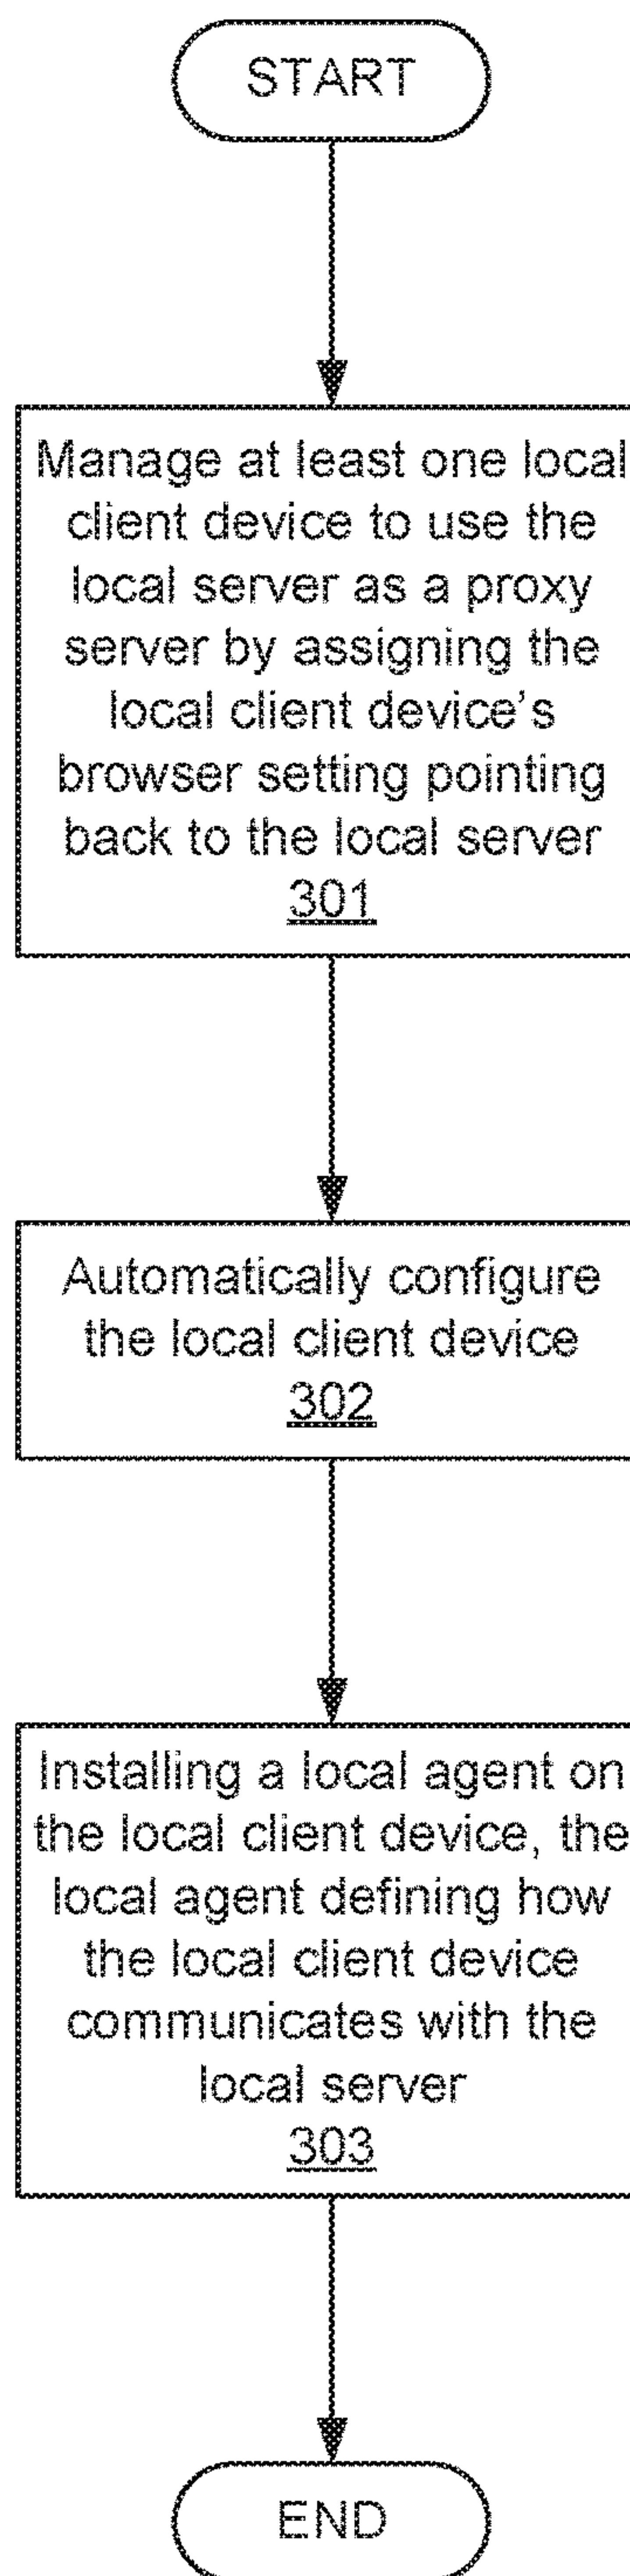 START
Manage at least one local
client device to use the
local server as a proxy
server by assigning the
local client device's
browser setting pointing
back to the local server
301
Automatically configure
the local client device
302
Installing a local agent on
the local client device, the
local agent defining how
the local client device
communicates with the
local server
303
END